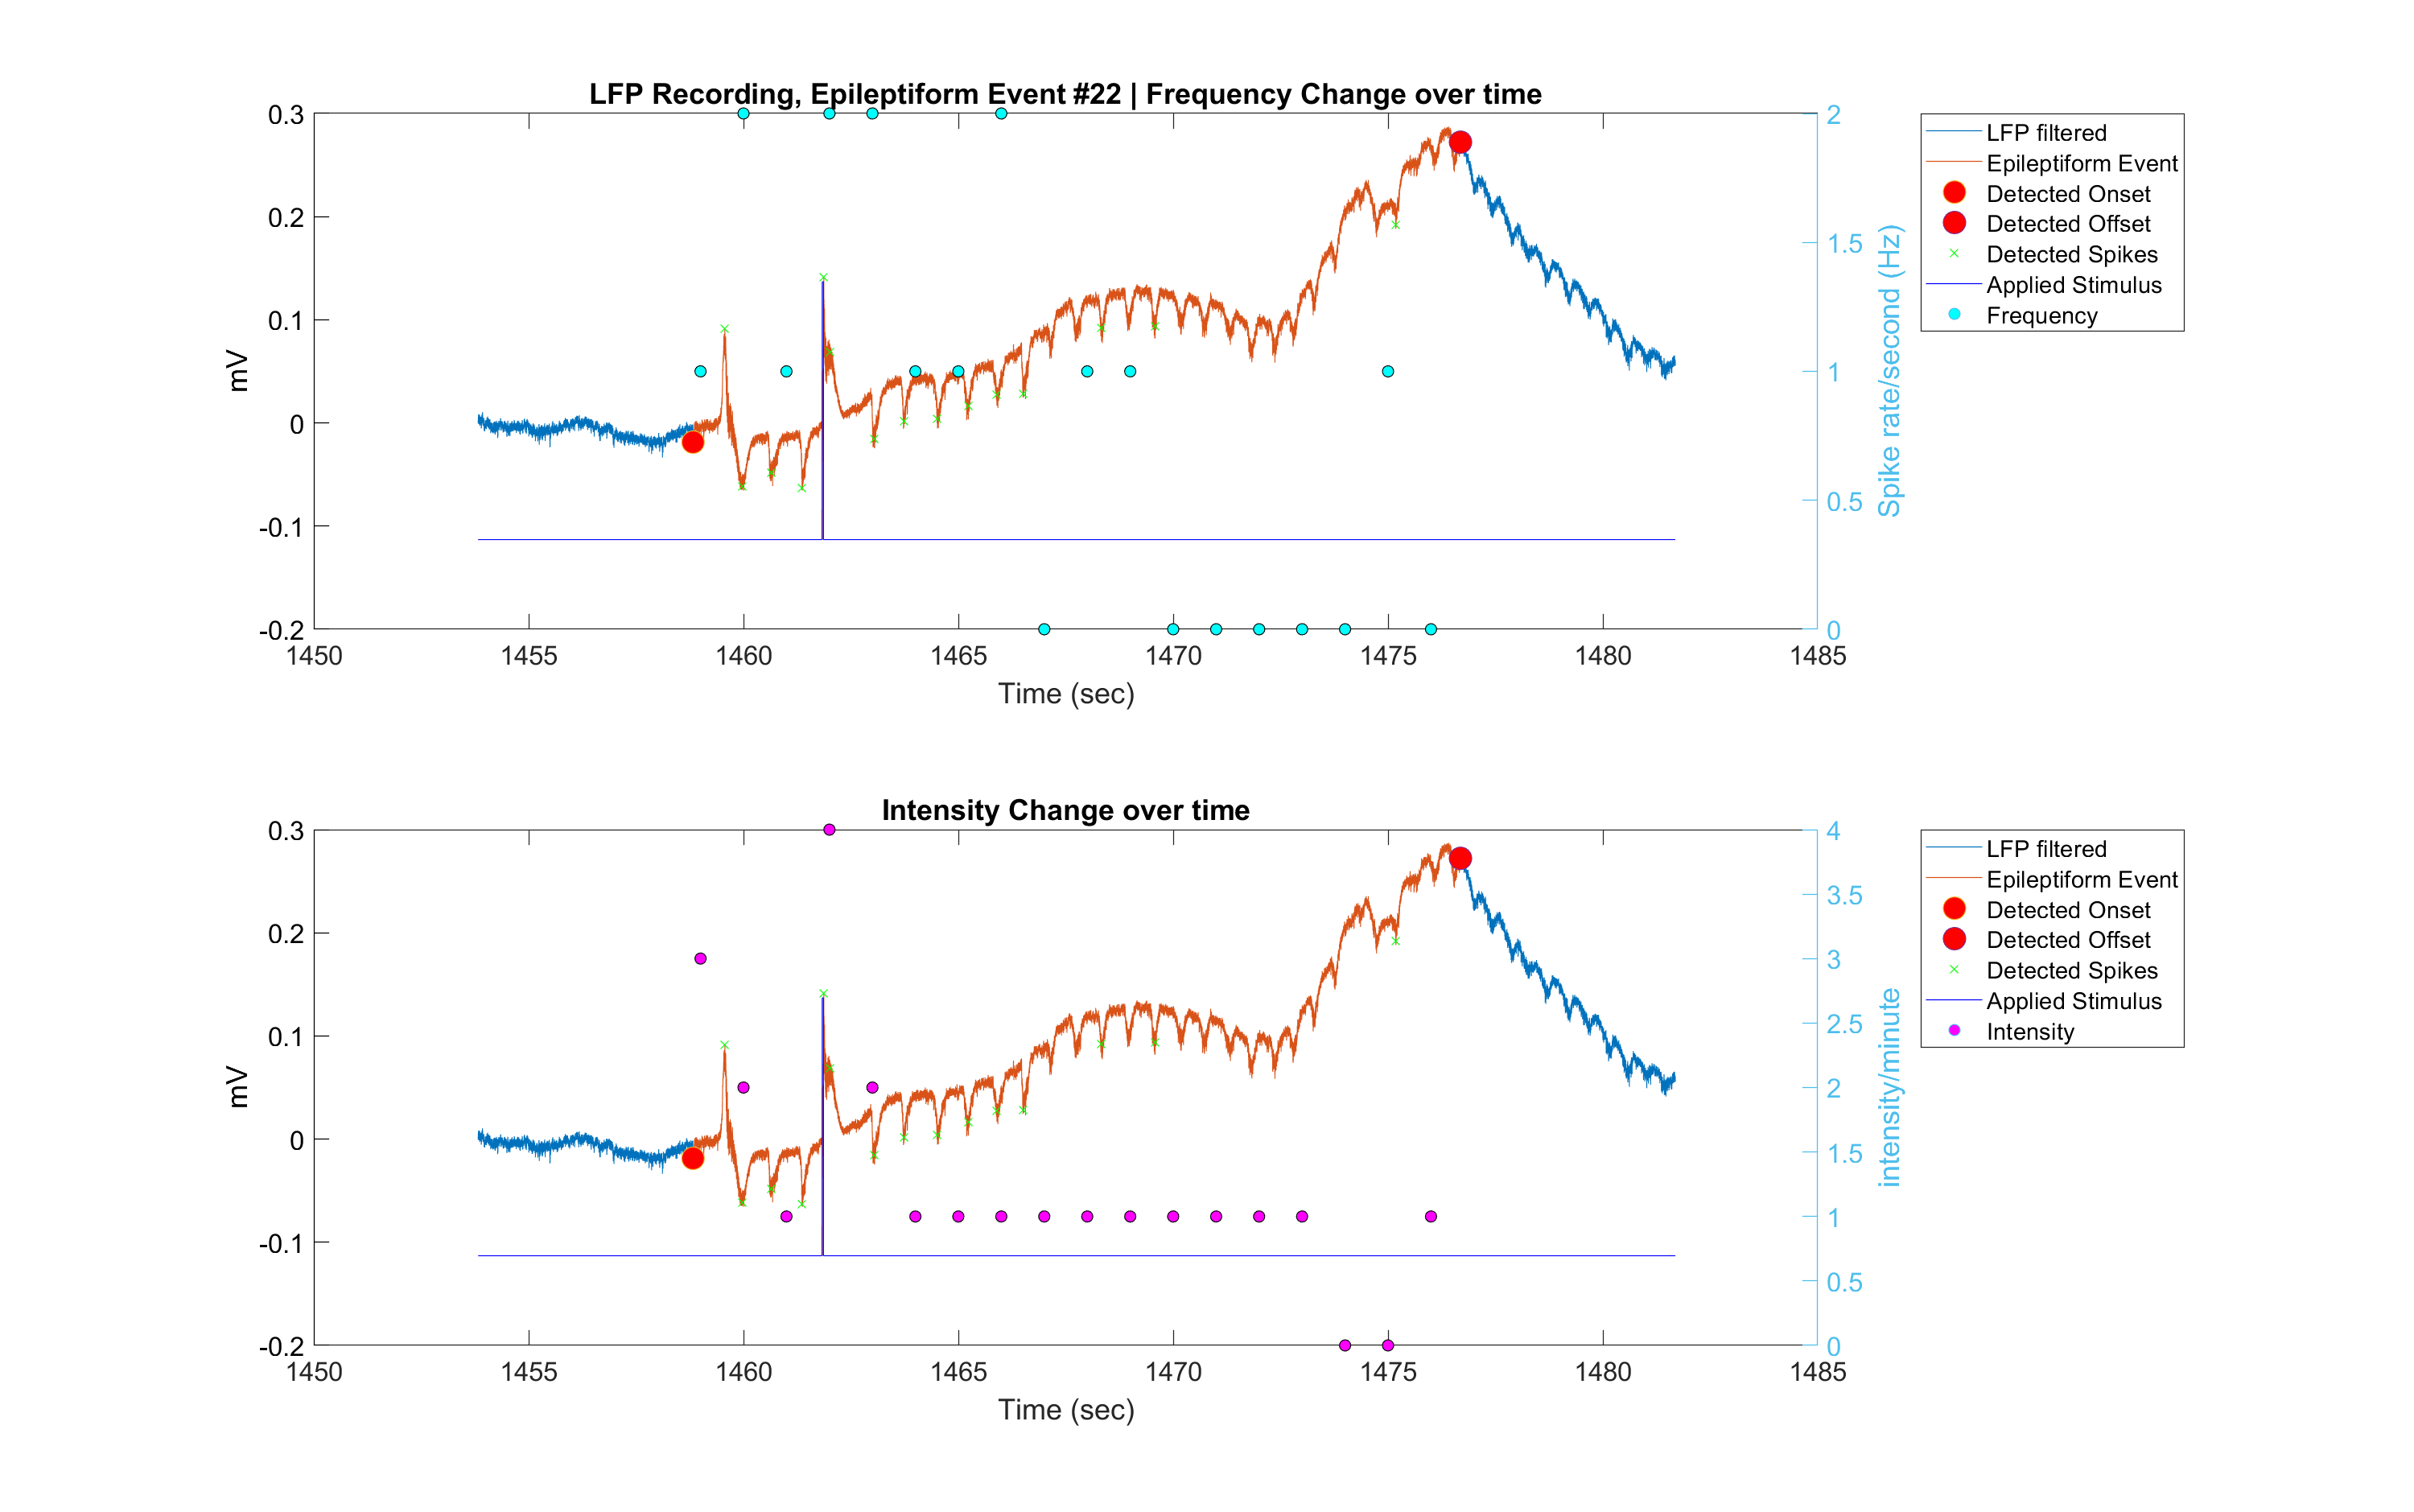 LFP Recording, Epileptiform Event #22 | Frequency Change over time
0.3
0.2
0.1
0
-0.1
-0.2
mV
1450 1455 1460 1465 1470 1475 1480 1485
Time (sec)
2
1.5
1
0.5
0
Spike rate/second (Hz)
LFP filtered
Epileptiform Event
Detected Onset
Detected Offset
Detected Spikes
Applied Stimulus
Frequency
Intensity Change over time
0.3
0.2
0.1
0
-0.1
-0.2
mV
1450 1455 1460 1465 1470 1475 1480 1485
Time (sec)
4
3.5
3
2.5
2
1.5
1
0.5
0
intensity/minute
LFP filtered
Epileptiform Event
Detected Onset
Detected Offset
Detected Spikes
Applied Stimulus
Intensity